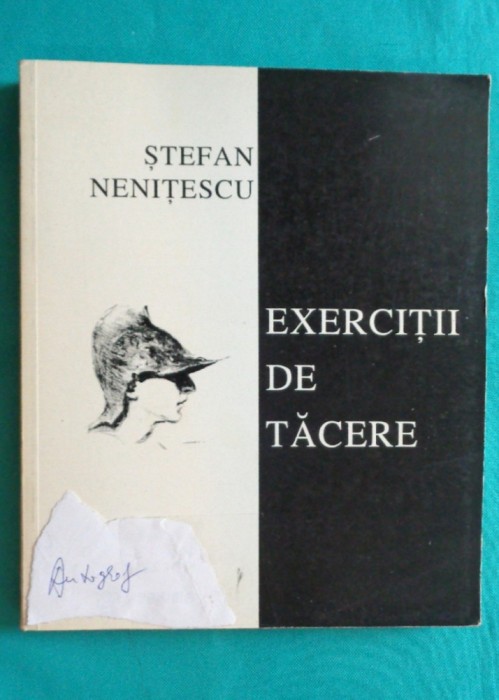 ȘTEFAN
NENIȚESCU
EXERCIȚII
DE
TĂCERE
Autograf